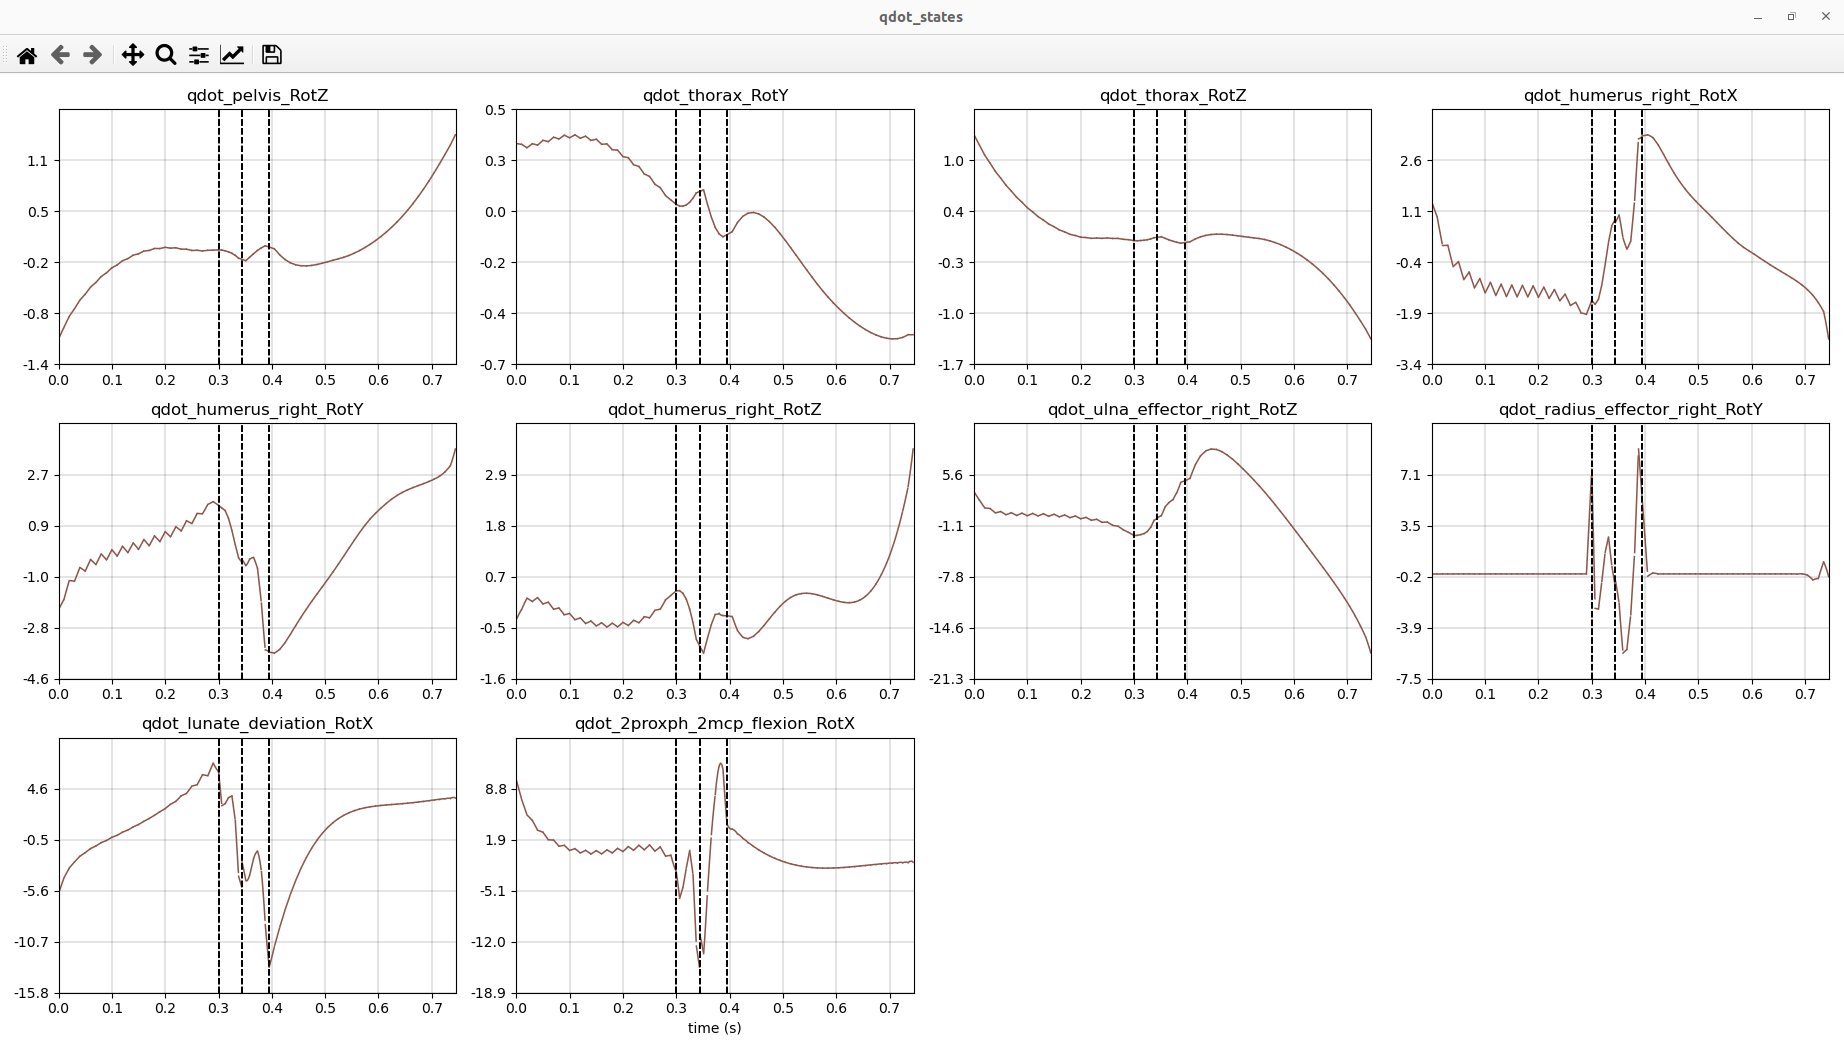 qdot_states
qdot_pelvis_RotZ
1.1
0.5
-0.2
-0.8
-1.4
0.0 0.1 0.2 0.3 0.4 0.5 0.6 0.7
qdot_thorax_RotY
0.5
0.3
0.0
-0.2
-0.4
-0.7
0.0 0.1 0.2 0.3 0.4 0.5 0.6 0.7
qdot_thorax_RotZ
1.0
0.4
-0.3
-1.0
-1.7
0.0 0.1 0.2 0.3 0.4 0.5 0.6 0.7
qdot_humerus_right_RotX
2.6
1.1
-0.4
-1.9
-3.4
0.0 0.1 0.2 0.3 0.4 0.5 0.6 0.7
qdot_humerus_right_RotY
2.7
0.9
-1.0
-2.8
-4.6
0.0 0.1 0.2 0.3 0.4 0.5 0.6 0.7
qdot_humerus_right_RotZ
2.9
1.8
0.7
-0.5
-1.6
0.0 0.1 0.2 0.3 0.4 0.5 0.6 0.7
qdot_ulna_effector_right_RotZ
5.6
-1.1
-7.8
-14.6
-21.3
0.0 0.1 0.2 0.3 0.4 0.5 0.6 0.7
qdot_radius_effector_right_RotY
7.1
3.5
-0.2
-3.9
-7.5
0.0 0.1 0.2 0.3 0.4 0.5 0.6 0.7
qdot_lunate_deviation_RotX
4.6
-0.5
-5.6
-10.7
-15.8
0.0 0.1 0.2 0.3 0.4 0.5 0.6 0.7
qdot_2proxph_2mcp_flexion_RotX
8.8
1.9
-5.1
-12.0
-18.9
0.0 0.1 0.2 0.3 0.4 0.5 0.6 0.7
time (s)